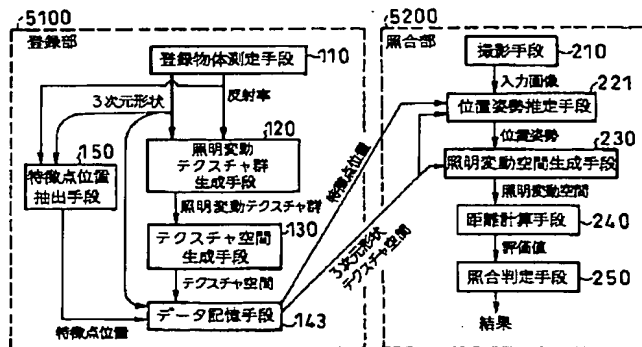 5100
登録部
登録物体測定手段
110
3次元形状
反射率
150
特徴点位置
抽出手段
120
照明変動
テクスチャ群
生成手段
照明変動テクスチャ群
130
テクスチャ空間
生成手段
テクスチャ空間
特徴点位置
データ記憶手段
143
特徴点位置
3次元形状
テクスチャ空間
5200
照合部
撮影手段
210
入力画像
221
位置姿勢推定手段
位置姿勢
230
照明変動空間生成手段
照明変動空間
距離計算手段
240
評価値
照合判定手段
250
結果